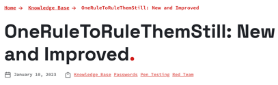 Home → Knowledge Base → OneRuleToRuleThemStill: New and Improved
OneRuleToRuleThemStill: New
and Improved.
January 10, 2023 Knowledge Base Passwords Pen Testing Red Team